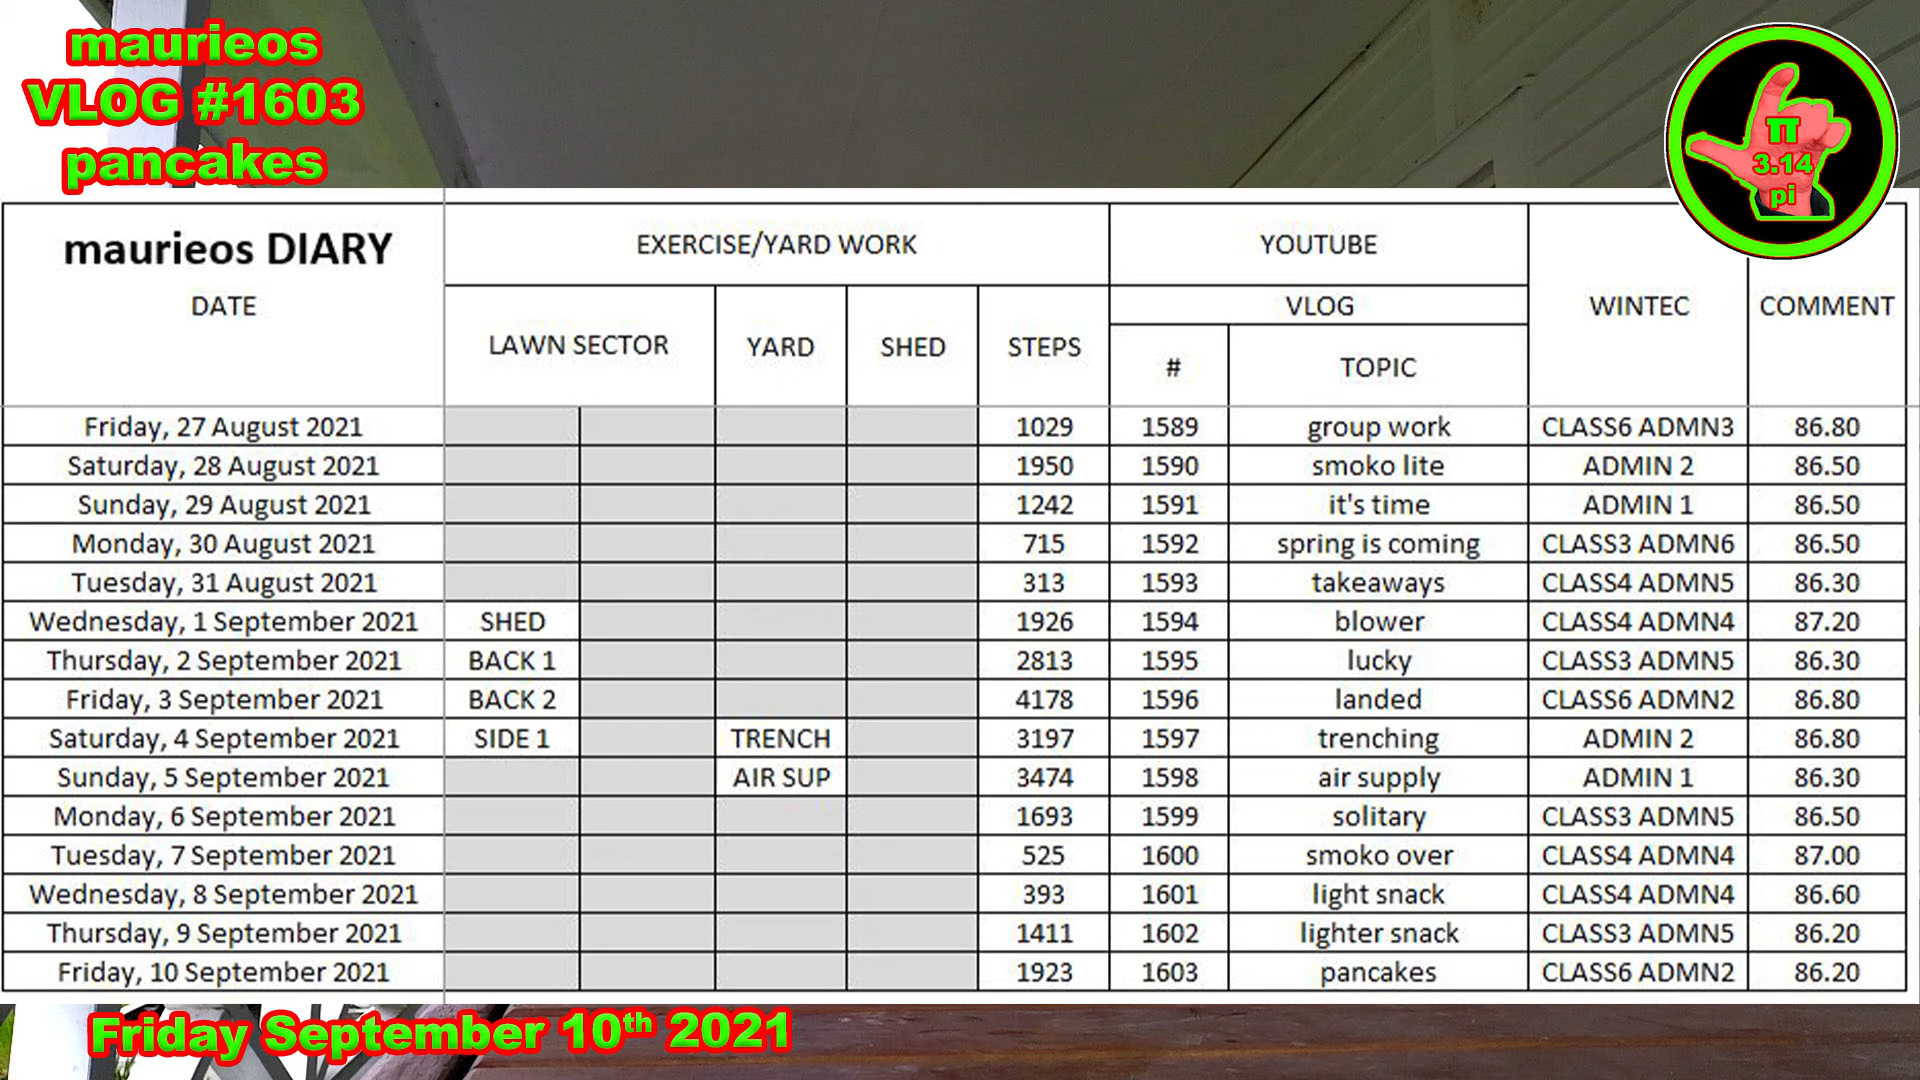 maurieos
VLOG #1603
pancakes
π
3.14
pi
maurieos DIARY
DATE
EXERCISE/YARD WORK
YOUTUBE
WINTEC
COMMENT
LAWN SECTOR
YARD
SHED
STEPS
VLOG
#
TOPIC
Friday, 27 August 2021 1029 1589 group work CLASS6 ADMN3 86.80
Saturday, 28 August 2021 1950 1590 smoko lite ADMIN 2 86.50
Sunday, 29 August 2021 1242 1591 it's time ADMIN 1 86.50
Monday, 30 August 2021 715 1592 spring is coming CLASS3 ADMN6 86.50
Tuesday, 31 August 2021 313 1593 takeaways CLASS4 ADMN5 86.30
Wednesday, 1 September 2021 SHED 1926 1594 blower CLASS4 ADMN4 87.20
Thursday, 2 September 2021 BACK 1 2813 1595 lucky CLASS3 ADMN5 86.30
Friday, 3 September 2021 BACK 2 4178 1596 landed CLASS6 ADMN2 86.80
Saturday, 4 September 2021 SIDE 1 TRENCH 3197 1597 trenching ADMIN 2 86.80
Sunday, 5 September 2021 AIR SUP 3474 1598 air supply ADMIN 1 86.30
Monday, 6 September 2021 1693 1599 solitary CLASS3 ADMN5 86.50
Tuesday, 7 September 2021 525 1600 smoko over CLASS4 ADMN4 87.00
Wednesday, 8 September 2021 393 1601 light snack CLASS4 ADMN4 86.60
Thursday, 9 September 2021 1411 1602 lighter snack CLASS3 ADMN5 86.20
Friday, 10 September 2021 1923 1603 pancakes CLASS6 ADMN2 86.20
Friday September 10th 2021